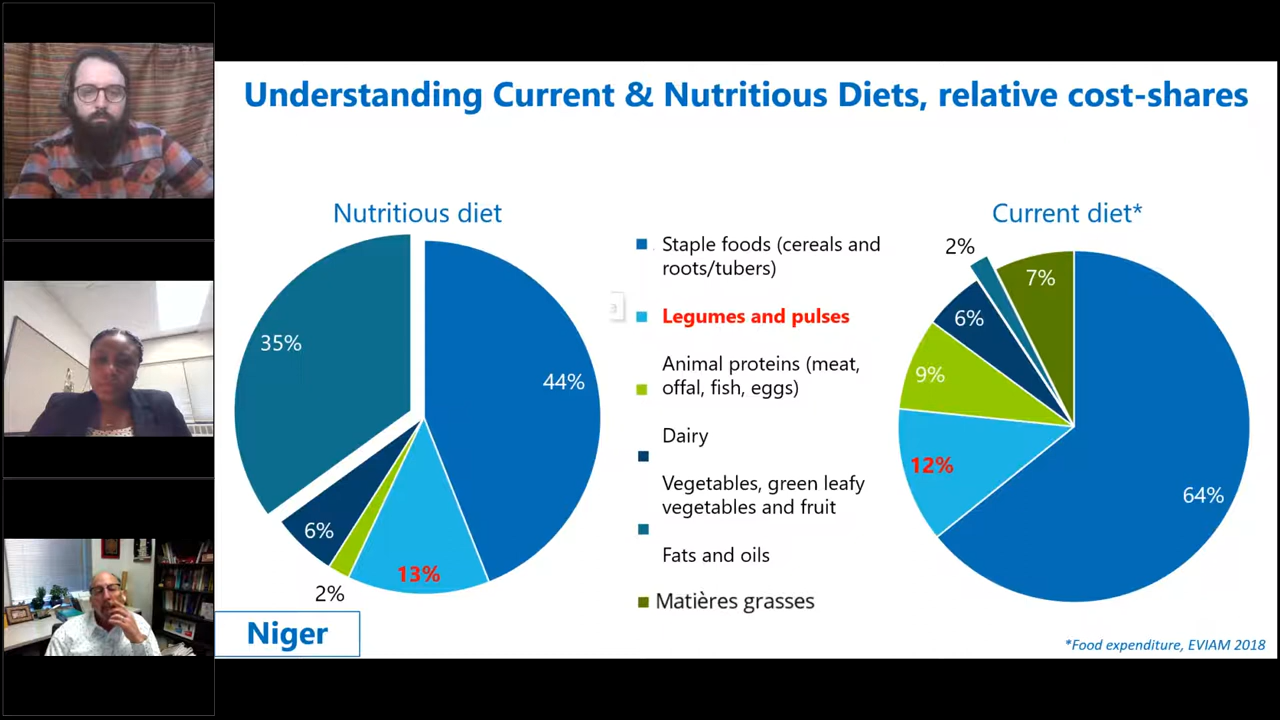 Understanding Current & Nutritious Diets, relative cost-shares
Nutritious diet
35%
44%
6%
13%
2%
Staple foods (cereals and
roots/tubers)
Legumes and pulses
Animal proteins (meat,
offal, fish, eggs)
Dairy
Vegetables, green leafy
vegetables and fruit
Fats and oils
Matières grasses
Current diet*
2%
7%
6%
9%
12%
64%
Niger
*Food expenditure, EVIAM 2018